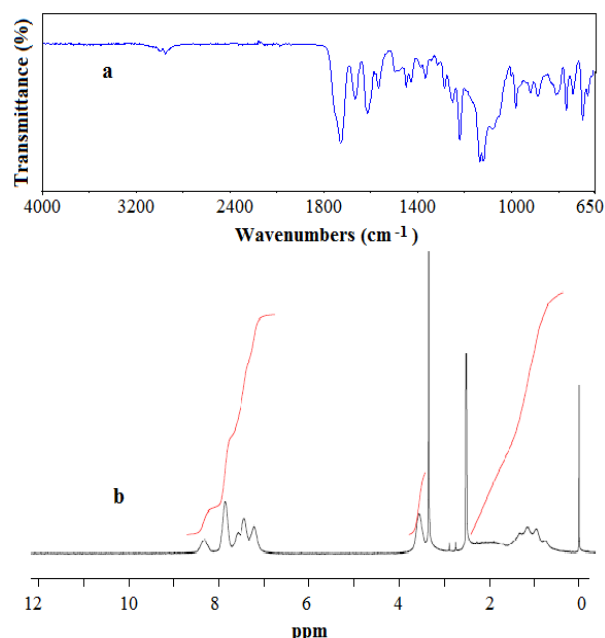 Transmittance (%)
a
4000 3200 2400 1800 1400 1000 650
Wavenumbers (cm-1)
b
12 10 8 6 4 2 0
ppm